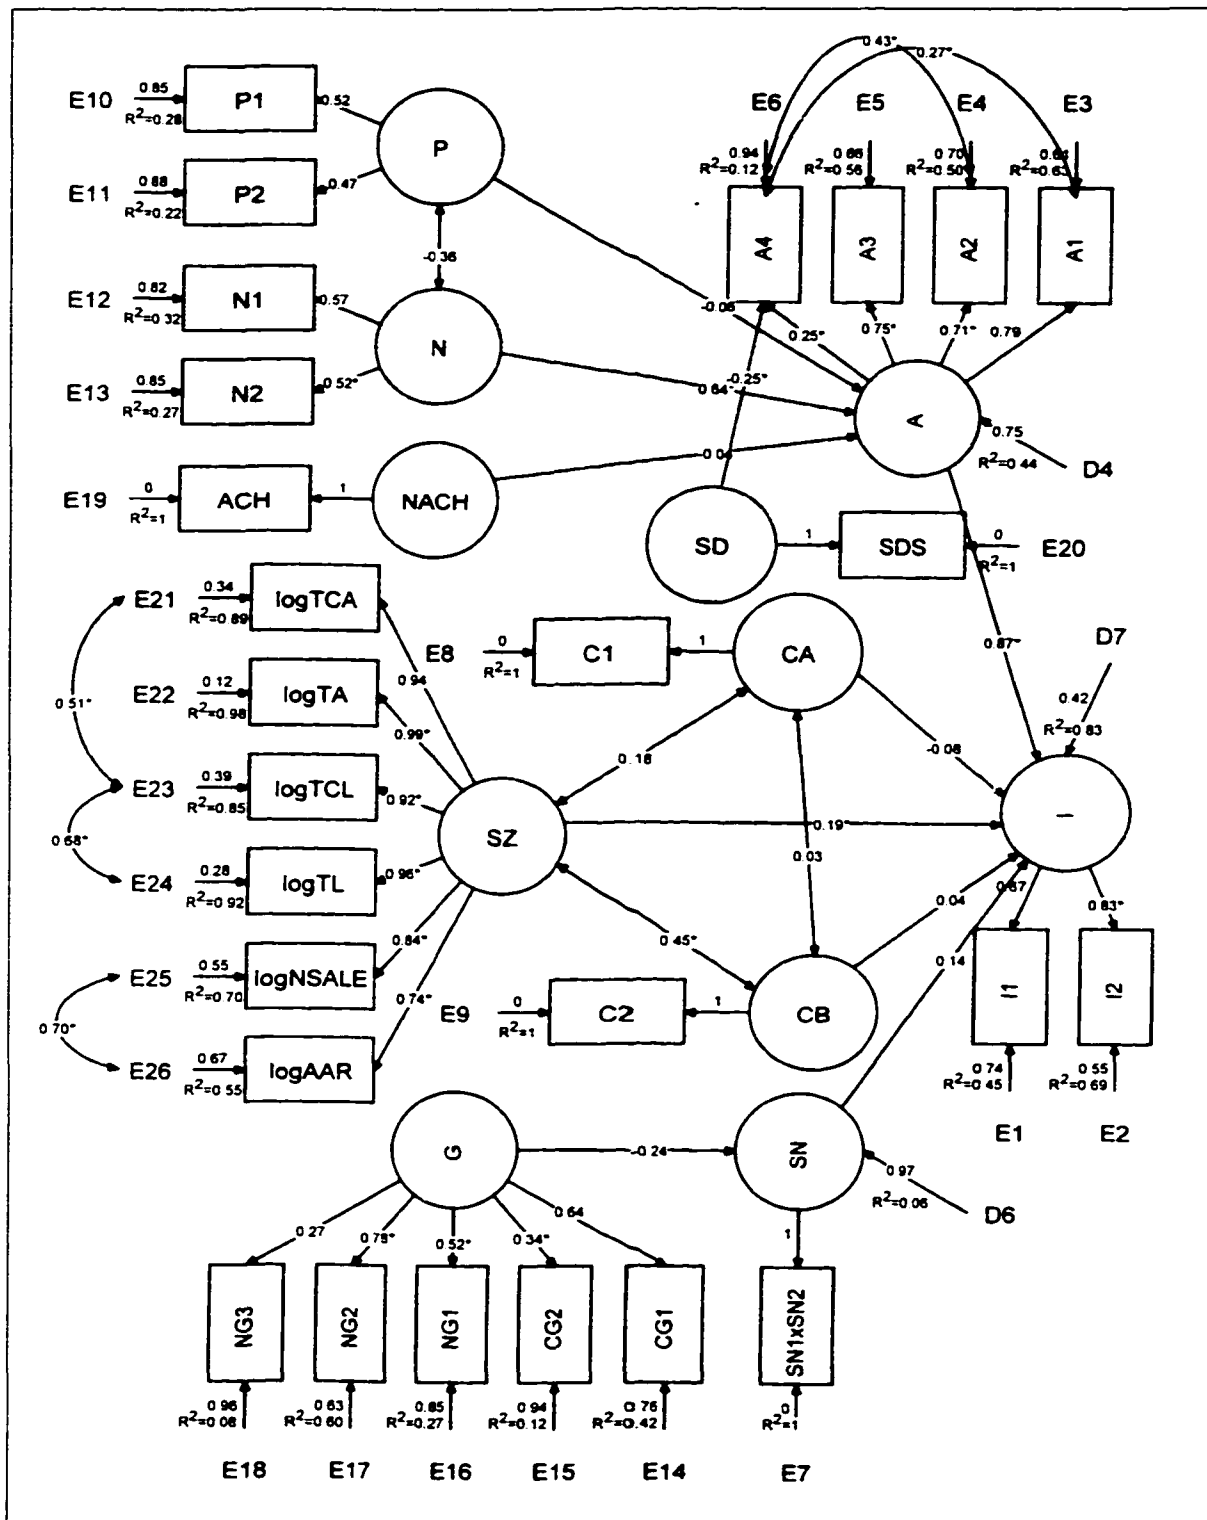 0.43*
0.27*
E6
E5
E4
E3
0.94
R²=0.12
0.66
R²=0.56
0.70
R²=0.50
R²=0.63
A4
A3
A2
A1
0.25*
0.75*
0.71*
0.79
E10
0.85
R²=0.28
P1
0.52
P
E11
0.88
R²=0.22
P2
0.47
-0.36
E12
0.82
R²=0.32
N1
0.57
N
E13
0.85
R²=0.27
N2
0.52*
-0.25*
0.64*
A
0.75
R²=0.44
D4
E19
0
R²=1
ACH
1
NACH
SD
1
SDS
0
R²=1
E20
E21
0.34
R²=0.89
logTCA
0.94
E8
0
R²=1
C1
1
CA
0.87*
D7
0.42
R²=0.83
E22
0.12
R²=0.98
logTA
0.99*
0.51*
0.18
-0.08
E23
0.39
R²=0.85
logTCL
0.92*
SZ
0.19*
I
0.68*
0.03
E24
0.28
R²=0.92
logTL
0.96*
0.04
0.67
0.83*
0.84*
0.45*
0.14
E25
0.55
R²=0.70
logNSALE
0.74*
0.70*
E9
0
R²=1
C2
1
CB
I1
I2
E26
0.67
R²=0.55
logAAR
0.74
R²=0.45
0.55
R²=0.69
E1
E2
G
-0.24
SN
0.97
R²=0.06
D6
0.27
0.78*
0.52*
0.34*
0.64
1
NG3
NG2
NG1
CG2
CG1
SN1xSN2
0.96
R²=0.08
0.63
R²=0.60
0.85
R²=0.27
0.94
R²=0.12
0.76
R²=0.42
0
R²=1
E18
E17
E16
E15
E14
E7